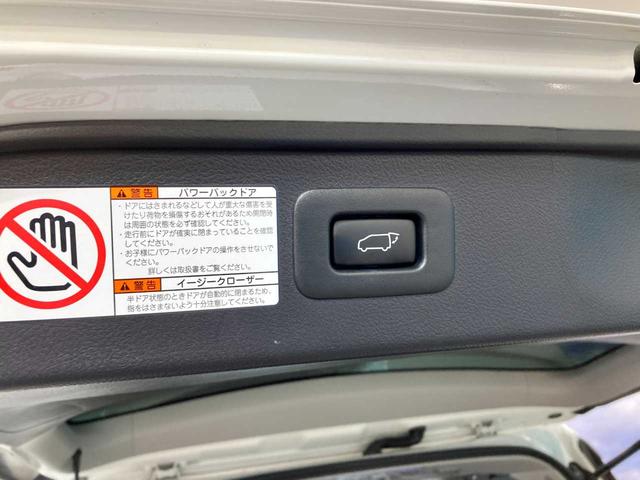 警告 パワーバックドア
・ドアにはさまれるなどして人が重大な傷害を受
けたり荷物を損傷するおそれがあるため開閉時
は周囲の状態を必ず確認してください。
・走行前にドアが確実に閉まっていることを確認
してください。
・お子様にパワーバックドアの操作をさせないで
ください。
詳しくは取扱書をご覧ください。
警告 イージークローザー
半ドア状態のときドアが自動的に閉まるため、
指をはさまないよう十分注意してください。